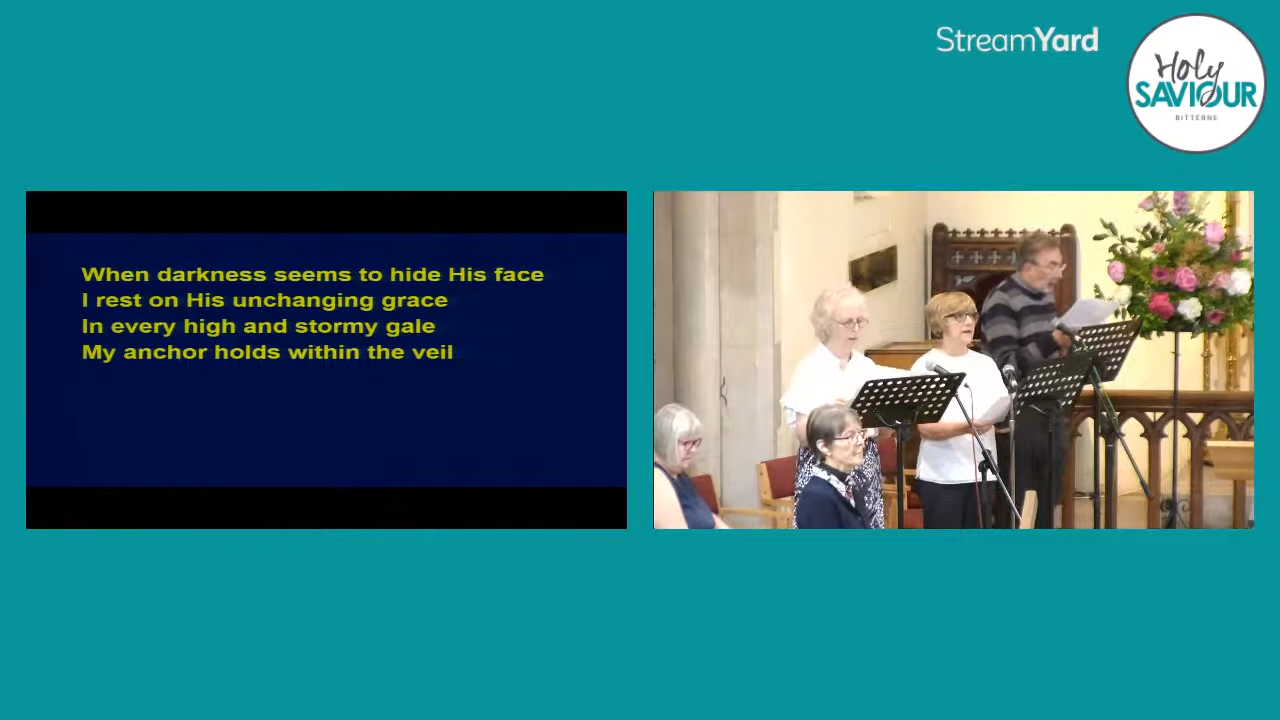 StreamYard
Holy
SAVIOUR
BITTERNE
When darkness seems to hide His face
I rest on His unchanging grace
In every high and stormy gale
My anchor holds within the veil